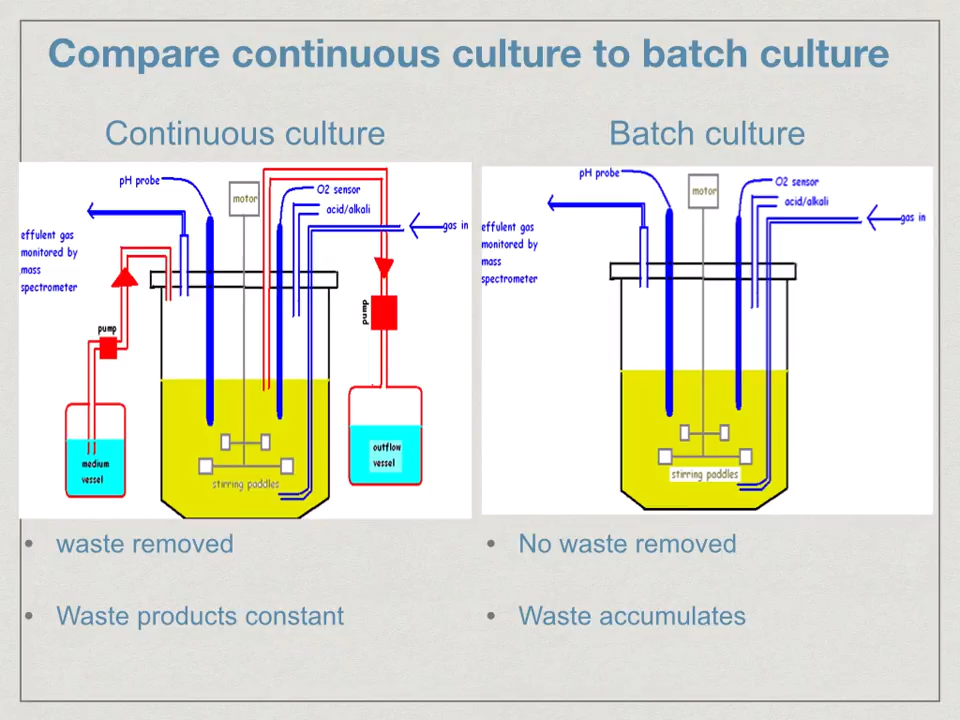 Compare continuous culture to batch culture
Continuous culture
pH probe
motor
O2 sensor
acid/alkali
gas in
effulent gas
monitored by
mass
spectrometer
pump
pump
medium
vessel
outflow
vessel
stirring paddles
• waste removed
• Waste products constant
Batch culture
pH probe
motor
O2 sensor
acid/alkali
gas in
effulent gas
monitored by
mass
spectrometer
stirring paddles
• No waste removed
• Waste accumulates